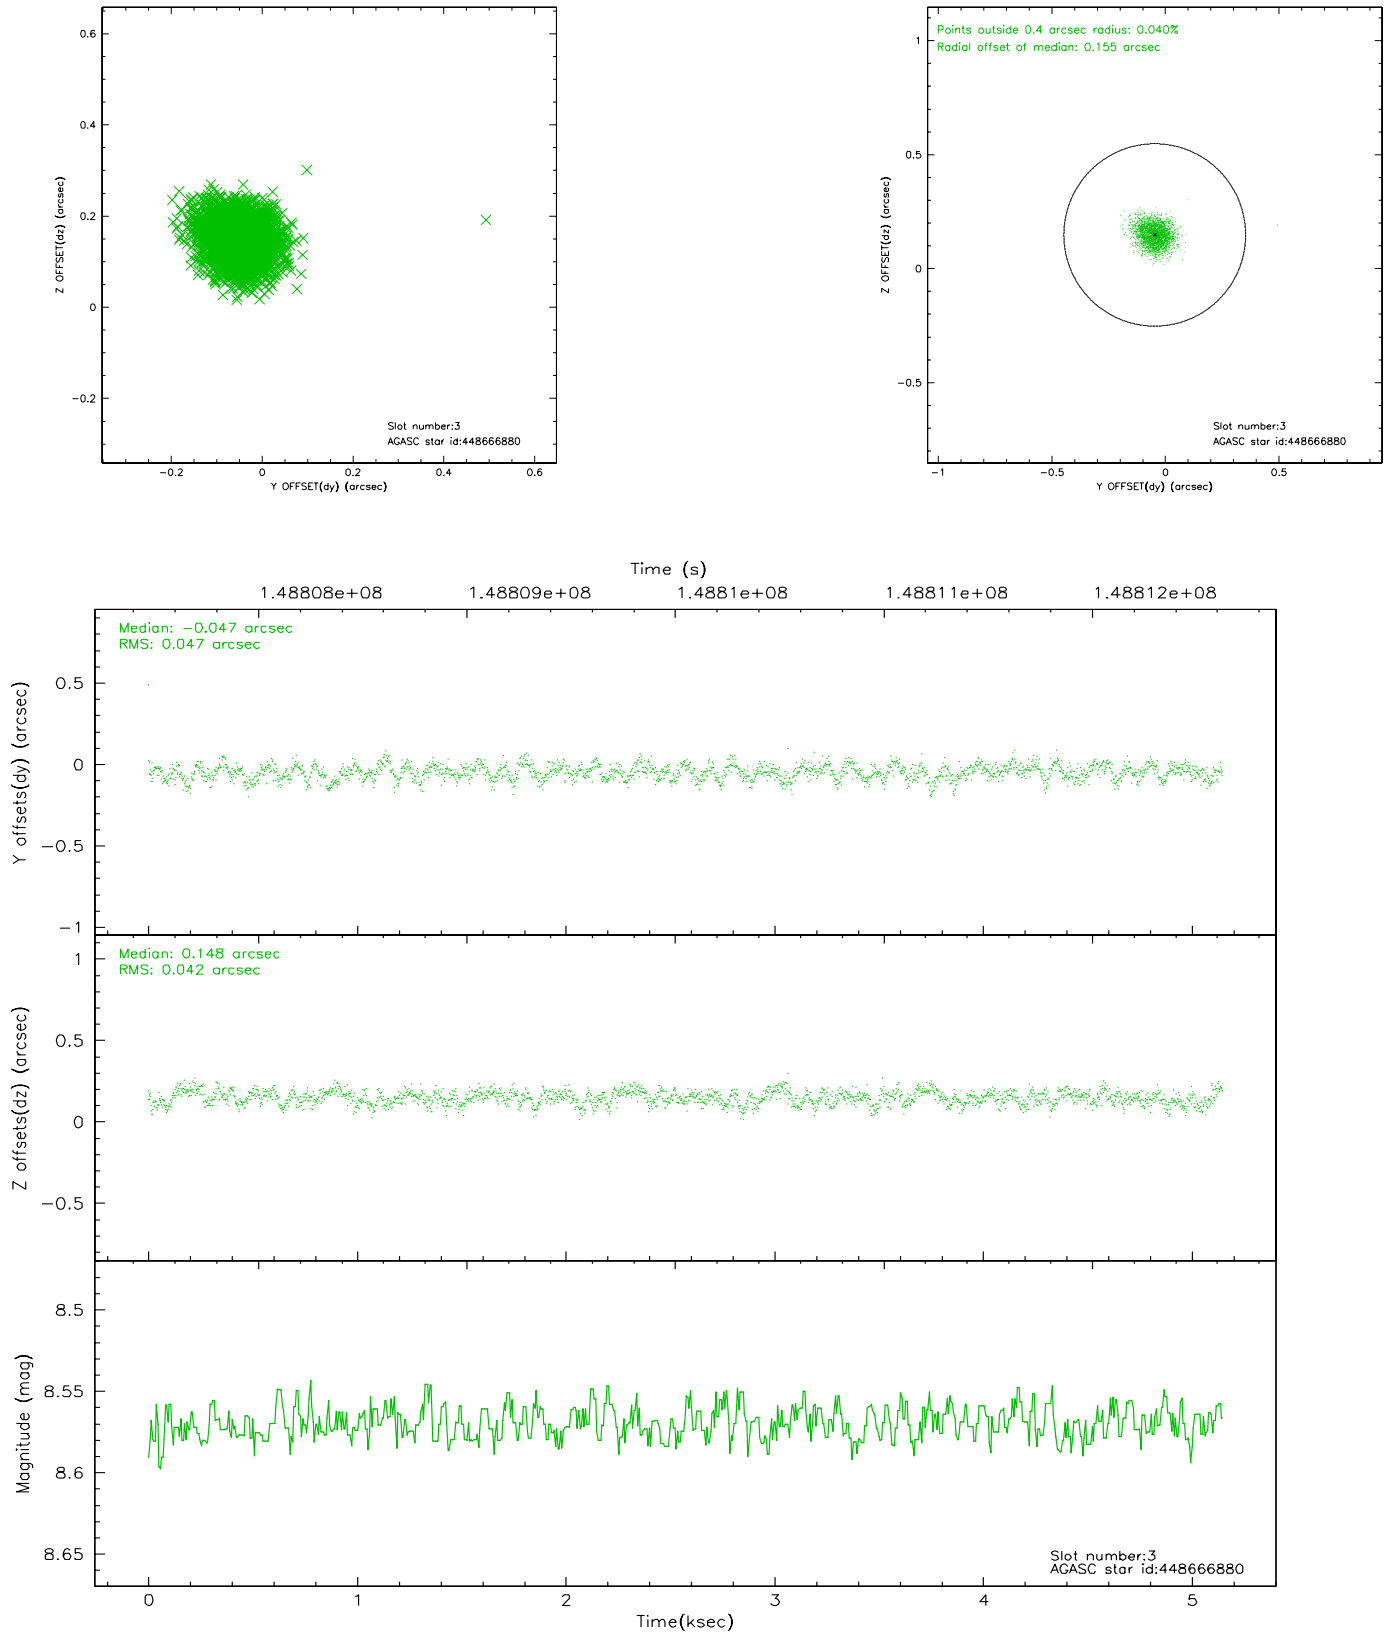 0.6
0.4
0.2
0
−0.2
Z OFFSET(dz) (arcsec)
Slot number:3
AGASC star id:448666880
−0.2 0 0.2 0.4 0.6
Y OFFSET(dy) (arcsec)
Points outside 0.4 arcsec radius: 0.040%
Radial offset of median: 0.155 arcsec
1
0.5
0
−0.5
Z OFFSET(dz) (arcsec)
Slot number:3
AGASC star id:448666880
−1 −0.5 0 0.5
Y OFFSET(dy) (arcsec)
Time (s)
1.48808e+08 1.48809e+08 1.4881e+08 1.48811e+08 1.48812e+08
Median: −0.047 arcsec
RMS: 0.047 arcsec
0.5
0
−0.5
−1
Y offsets(dy) (arcsec)
Median: 0.148 arcsec
RMS: 0.042 arcsec
1
0.5
0
−0.5
Z offsets(dz) (arcsec)
8.5
8.55
8.6
8.65
Magnitude (mag)
Slot number:3
AGASC star id:448666880
0 1 2 3 4 5
Time(ksec)